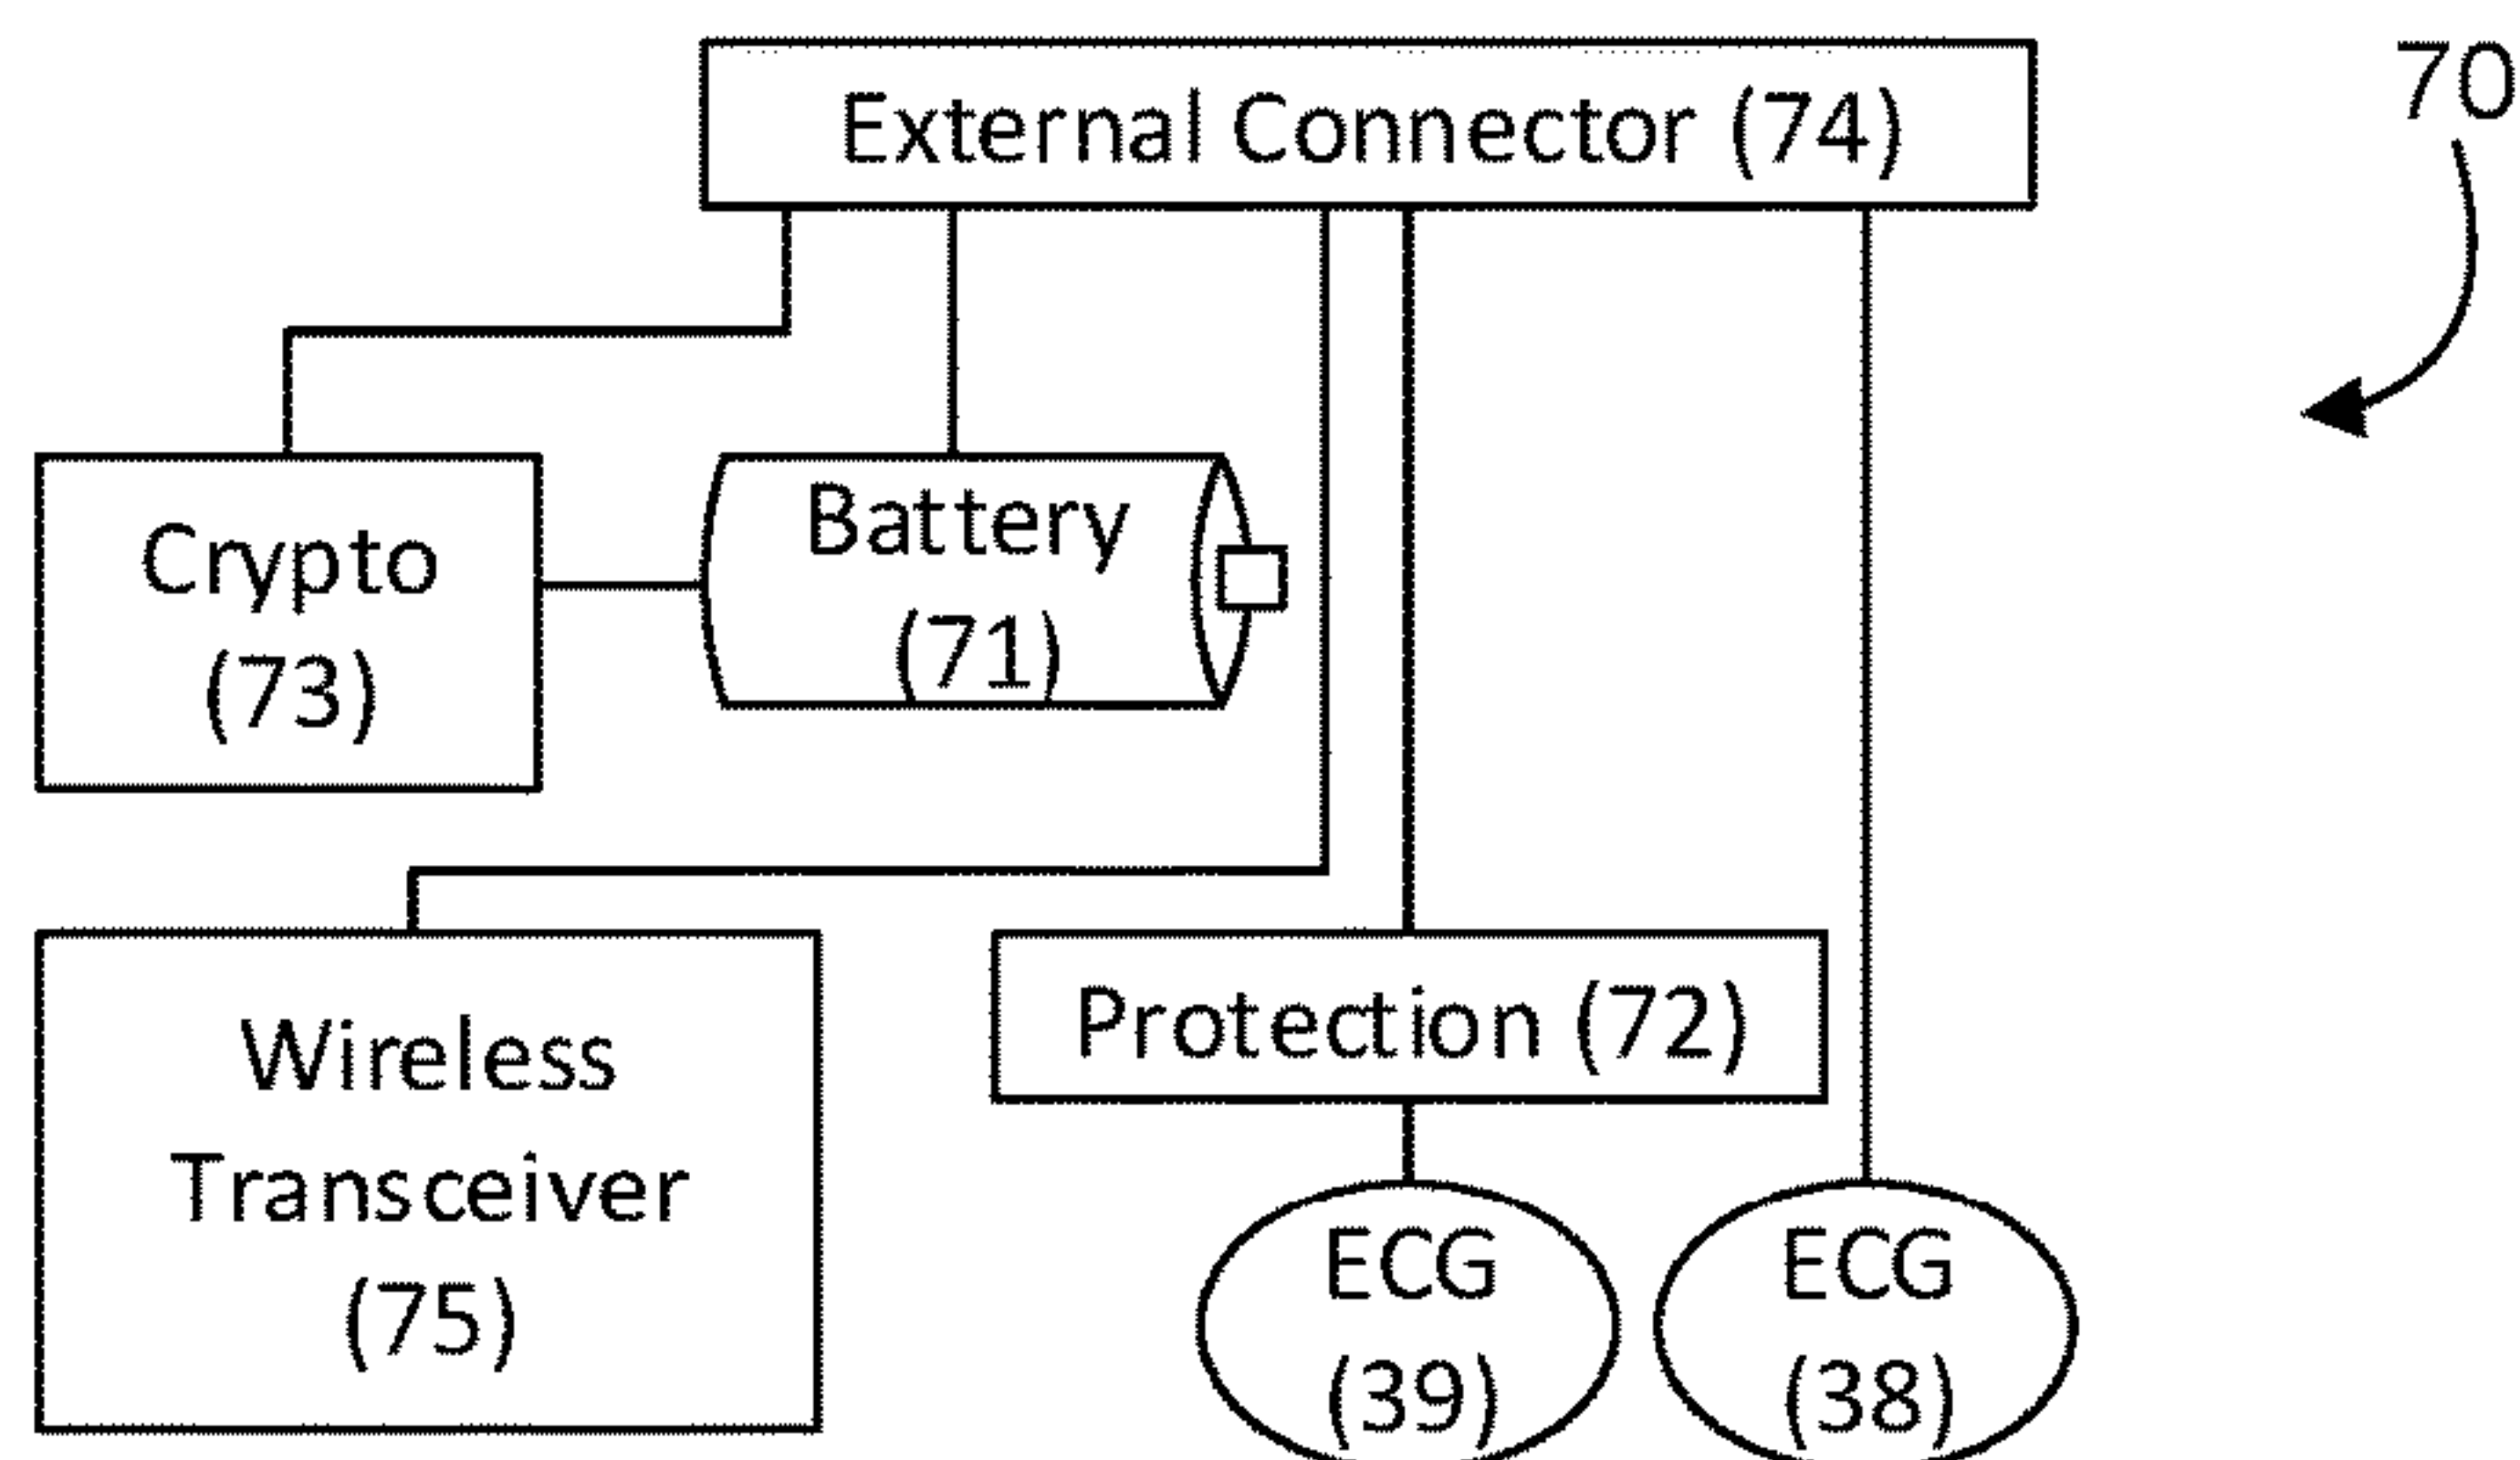 External Connector (74)
70
Crypto
(73)
Battery
(71)
Wireless
Transceiver
(75)
Protection (72)
ECG
(39)
ECG
(38)